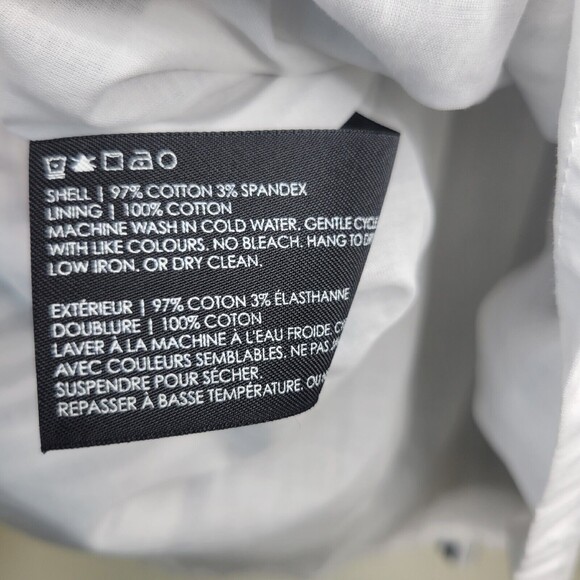 SHELL | 97% COTTON 3% SPANDEX
LINING | 100% COTTON
MACHINE WASH IN COLD WATER. GENTLE CYCLE
WITH LIKE COLOURS. NO BLEACH. HANG TO
LOW IRON. OR DRY CLEAN.
EXTÉRIEUR | 97% COTON 3% ÉLASTHANNE
DOUBLURE | 100% COTON
LAVER À LA MACHINE À L'EAU FROIDE.
AVEC COULEURS SEMBLABLES. NE PAS
SUSPENDRE POUR SÉCHER.
REPASSER À BASSE TEMPÉRATURE. OU